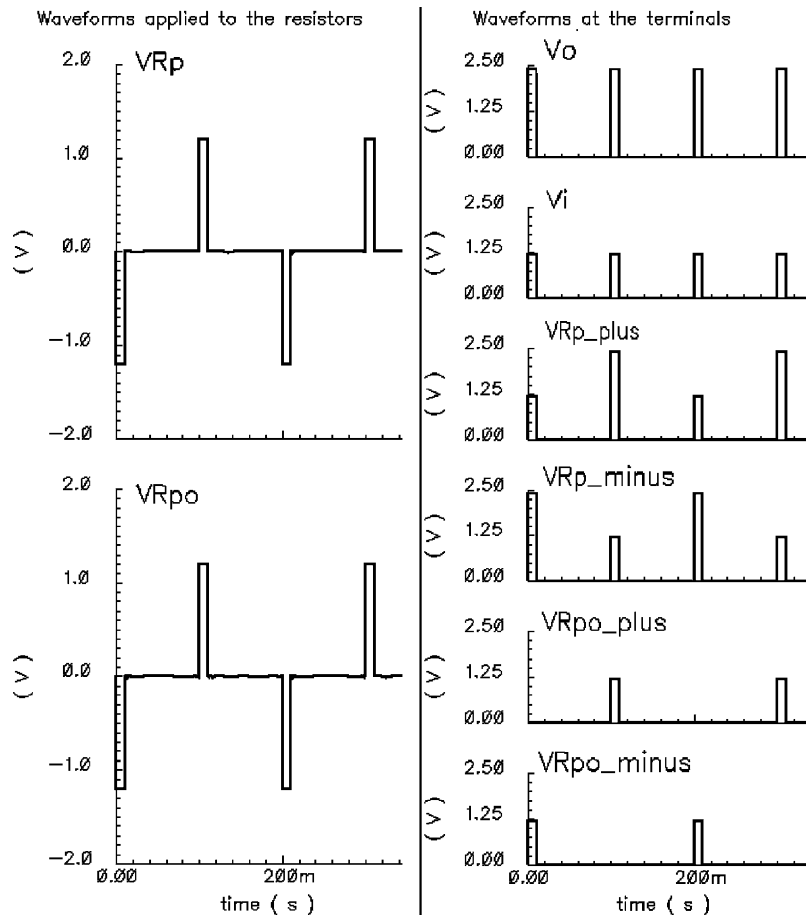 Waveforms applied to the resistors
VRp
2.0
1.0
0.0
−1.0
−2.0
( V )
VRpo
2.0
1.0
0.0
−1.0
−2.0
( V )
0.00
200m
time ( s )
Waveforms at the terminals
Vo
2.50
1.25
0.00
( V )
Vi
2.50
1.25
0.00
( V )
VRp_plus
2.50
1.25
0.00
( V )
VRp_minus
2.50
1.25
0.00
( V )
VRpo_plus
2.50
1.25
0.00
( V )
VRpo_minus
2.50
1.25
0.00
( V )
0.00
200m
time ( s )